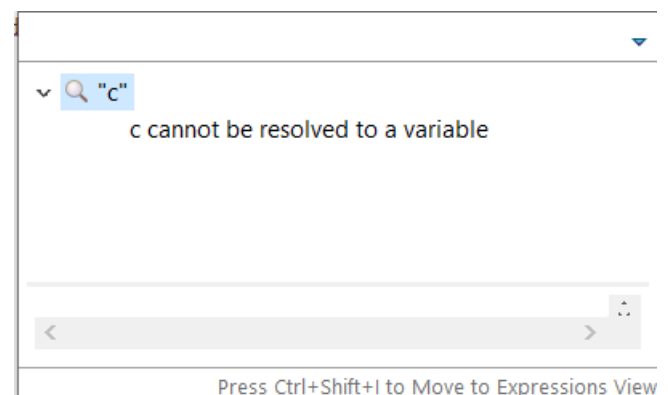 "c"
c cannot be resolved to a variable
Press Ctrl+Shift+I to Move to Expressions View